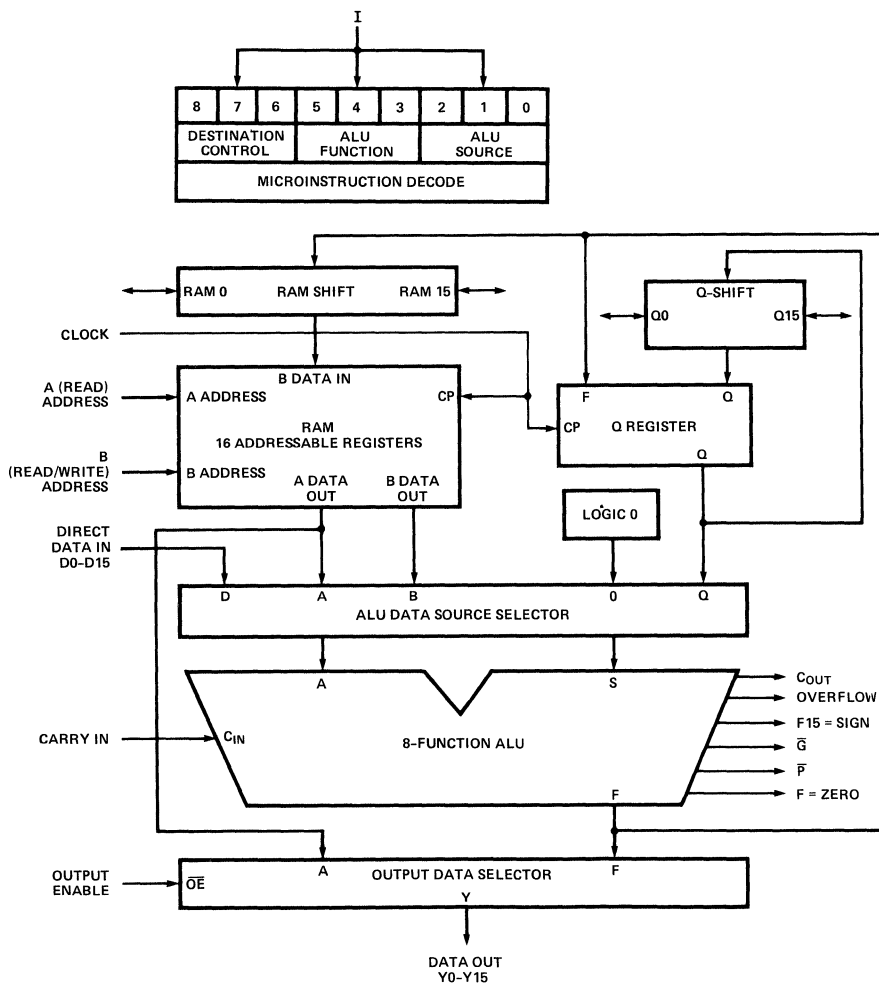 I
8 7 6 5 4 3 2 1 0
DESTINATION CONTROL
ALU FUNCTION
ALU SOURCE
MICROINSTRUCTION DECODE
RAM 0 RAM SHIFT RAM 15
Q-SHIFT
Q0 Q15
CLOCK
B DATA IN
A (READ)
ADDRESS
A ADDRESS
CP
RAM
16 ADDRESSABLE REGISTERS
B
(READ/WRITE)
ADDRESS
B ADDRESS
A DATA
OUT
B DATA
OUT
F Q
CP Q REGISTER
Q
LOGIC 0
DIRECT
DATA IN
D0-D15
D A B 0 Q
ALU DATA SOURCE SELECTOR
A S
CARRY IN
CIN
8-FUNCTION ALU
F
COUT
OVERFLOW
F15 = SIGN
G̅
P̅
F = ZERO
OUTPUT
ENABLE
O̅E̅
A OUTPUT DATA SELECTOR F
Y
DATA OUT
Y0-Y15